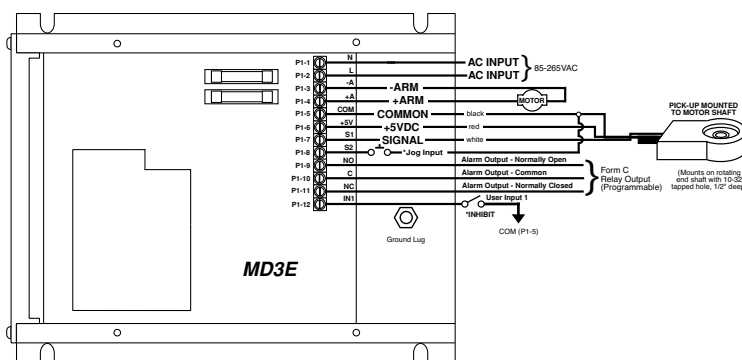 P1-1 N AC INPUT
P1-2 L AC INPUT
85-265VAC
P1-3 -A -ARM
P1-4 +A +ARM
MOTOR
P1-5 COM COMMON black
P1-6 +5V +5VDC red
P1-7 S1 SIGNAL white
P1-8 S2 *Jog Input
P1-9 NO Alarm Output - Normally Open
P1-10 C Alarm Output - Common
P1-11 NC Alarm Output - Normally Closed
P1-12 IN1 User Input 1
*INHIBIT
COM (P1-5)
Form C
Relay Output
(Programmable)
PICK-UP MOUNTED
TO MOTOR SHAFT
(Mounts on rotating
end shaft with 10-32
tapped hole, 1/2" deep
Ground Lug
MD3E